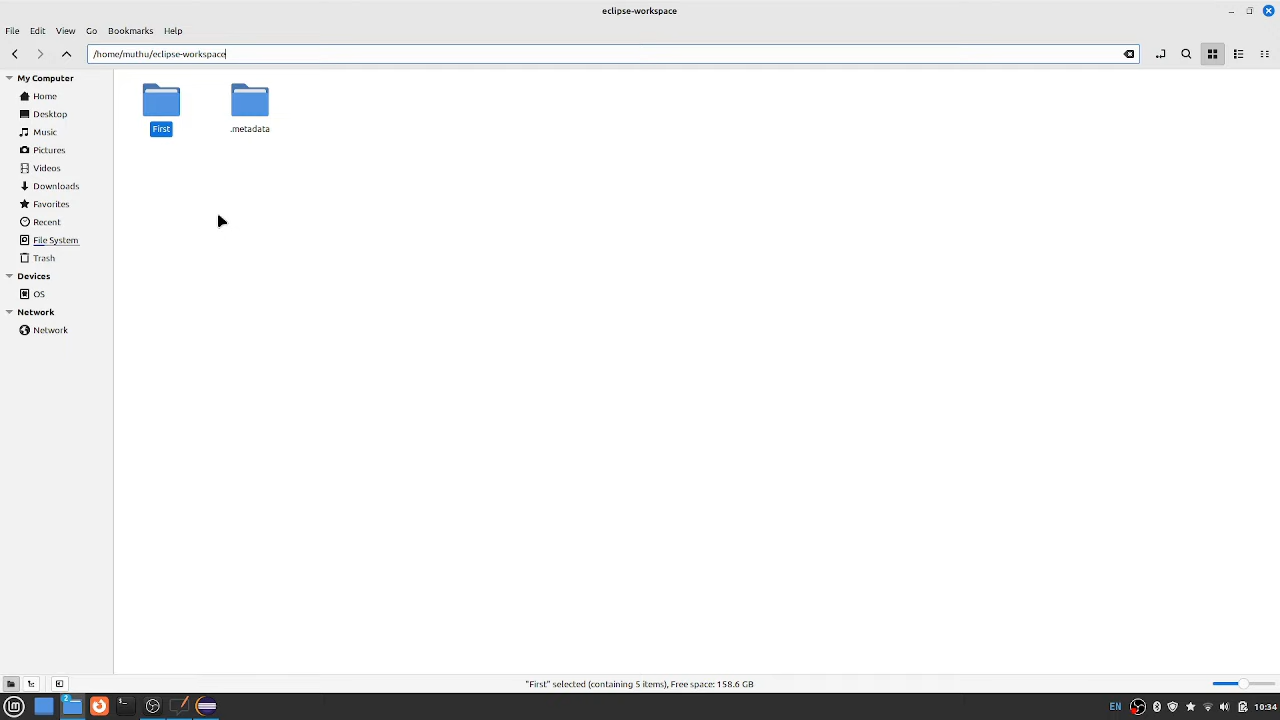 eclipse-workspace
File Edit View Go Bookmarks Help
/home/muthu/eclipse-workspace
My Computer
Home
Desktop
Music
Pictures
Videos
Downloads
Favorites
Recent
File System
Trash
Devices
OS
Network
Network
First
.metadata
"First" selected (containing 5 items), Free space: 158.6 GB
2
EN
10:34